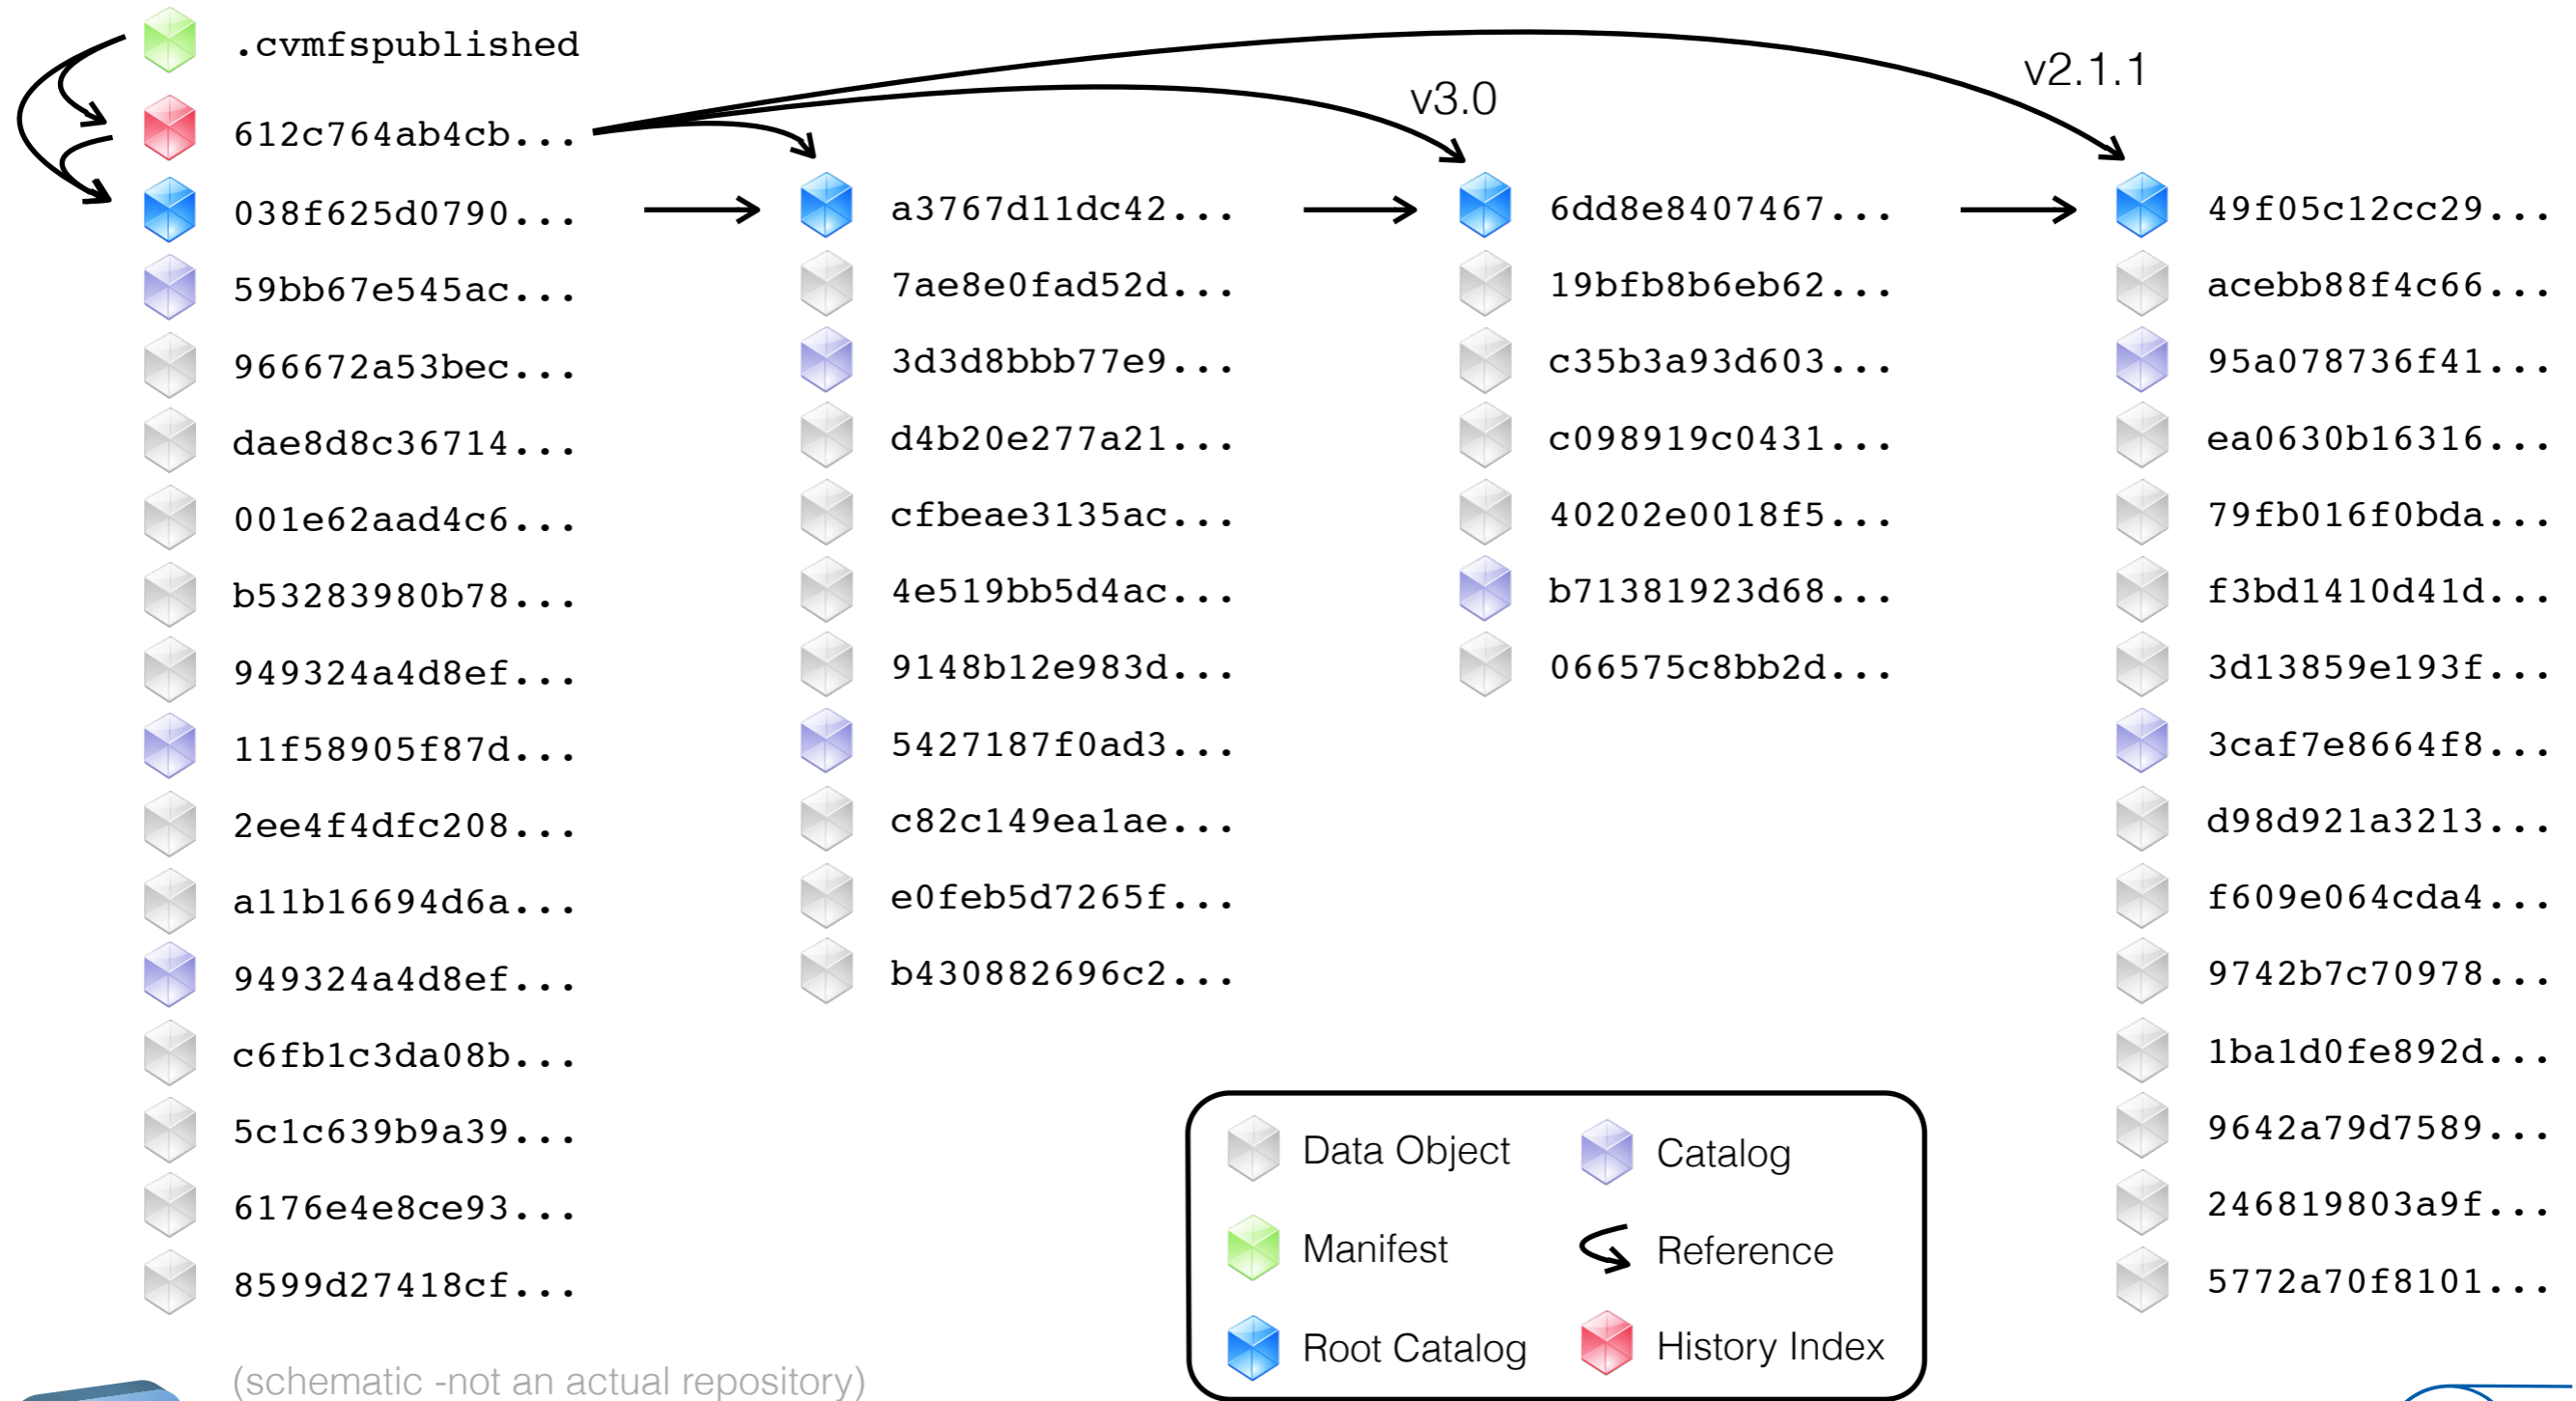 .cvmfspublished
612c764ab4cb...
038f625d0790...
59bb67e545ac...
966672a53bec...
dae8d8c36714...
001e62aad4c6...
b53283980b78...
949324a4d8ef...
11f58905f87d...
2ee4f4dfc208...
a11b16694d6a...
949324a4d8ef...
c6fb1c3da08b...
5c1c639b9a39...
6176e4e8ce93...
8599d27418cf...
(schematic -not an actual repository)
a3767d11dc42...
7ae8e0fad52d...
3d3d8bbb77e9...
d4b20e277a21...
cfbeae3135ac...
4e519bb5d4ac...
9148b12e983d...
5427187f0ad3...
c82c149ea1ae...
e0feb5d7265f...
b430882696c2...
v3.0
6dd8e8407467...
19bfb8b6eb62...
c35b3a93d603...
c098919c0431...
40202e0018f5...
b71381923d68...
066575c8bb2d...
v2.1.1
49f05c12cc29...
acebb88f4c66...
95a078736f41...
ea0630b16316...
79fb016f0bda...
f3bd1410d41d...
3d13859e193f...
3caf7e8664f8...
d98d921a3213...
f609e064cda4...
9742b7c70978...
1ba1d0fe892d...
9642a79d7589...
246819803a9f...
5772a70f8101...
Data Object
Catalog
Manifest
Reference
Root Catalog
History Index